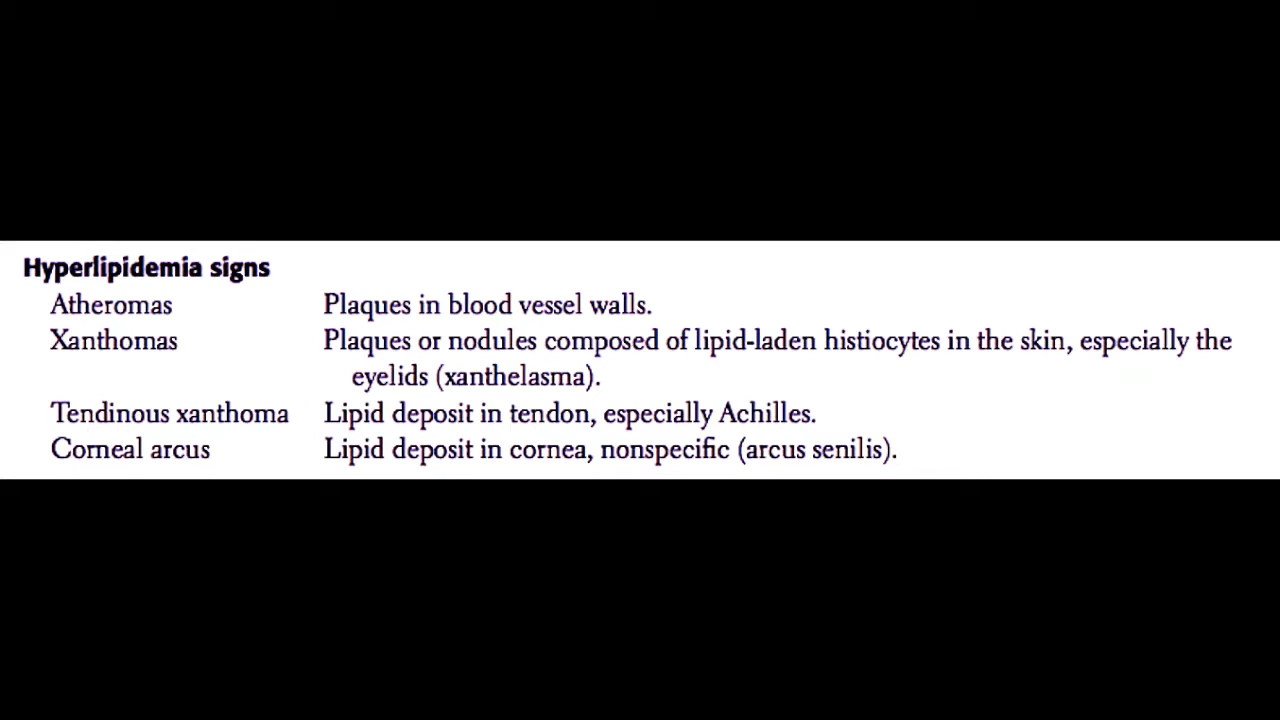 Hyperlipidemia signs
Atheromas Plaques in blood vessel walls.
Xanthomas Plaques or nodules composed of lipid-laden histiocytes in the skin, especially the
eyelids (xanthelasma).
Tendinous xanthoma Lipid deposit in tendon, especially Achilles.
Corneal arcus Lipid deposit in cornea, nonspecific (arcus senilis).